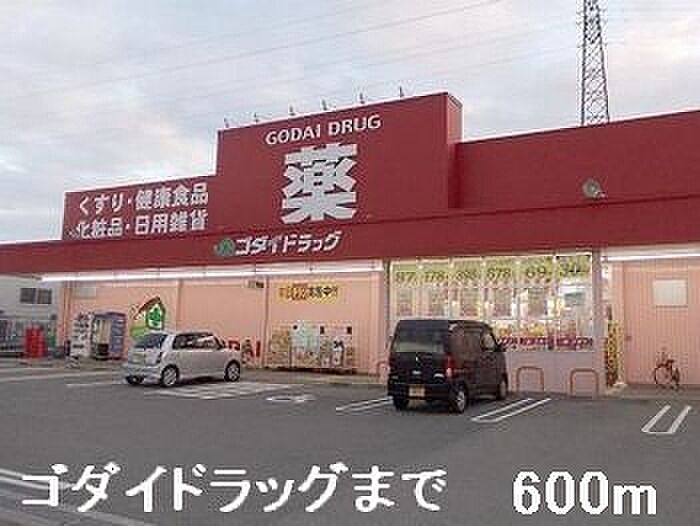 GODAI DRUG
薬
くすり・健康食品
化粧品・日用雑貨
ゴダイドラッグ
ゴダイドラッグまで 600m